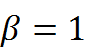 β = 1